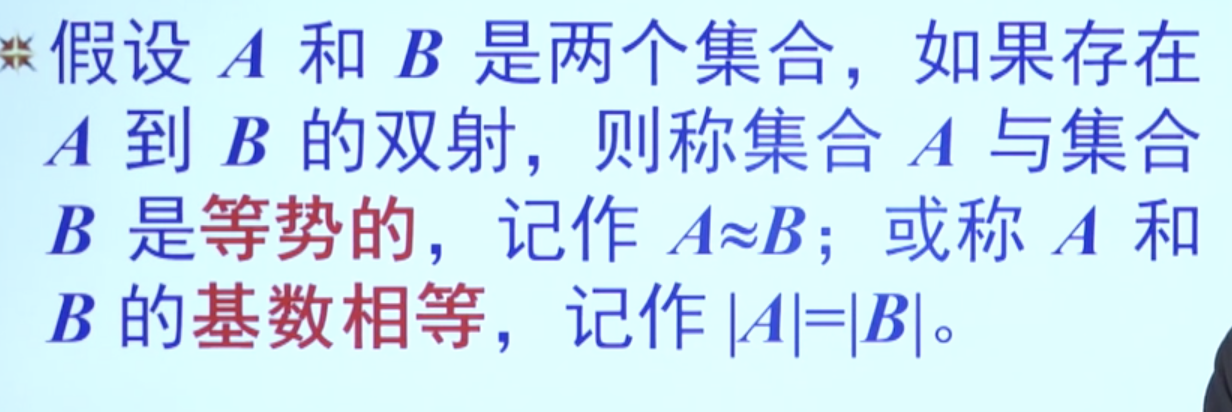 假设 A 和 B 是两个集合，如果存在
A 到 B 的双射，则称集合 A 与集合
B 是等势的，记作 A≈B；或称 A 和
B 的基数相等，记作|A|=|B|。